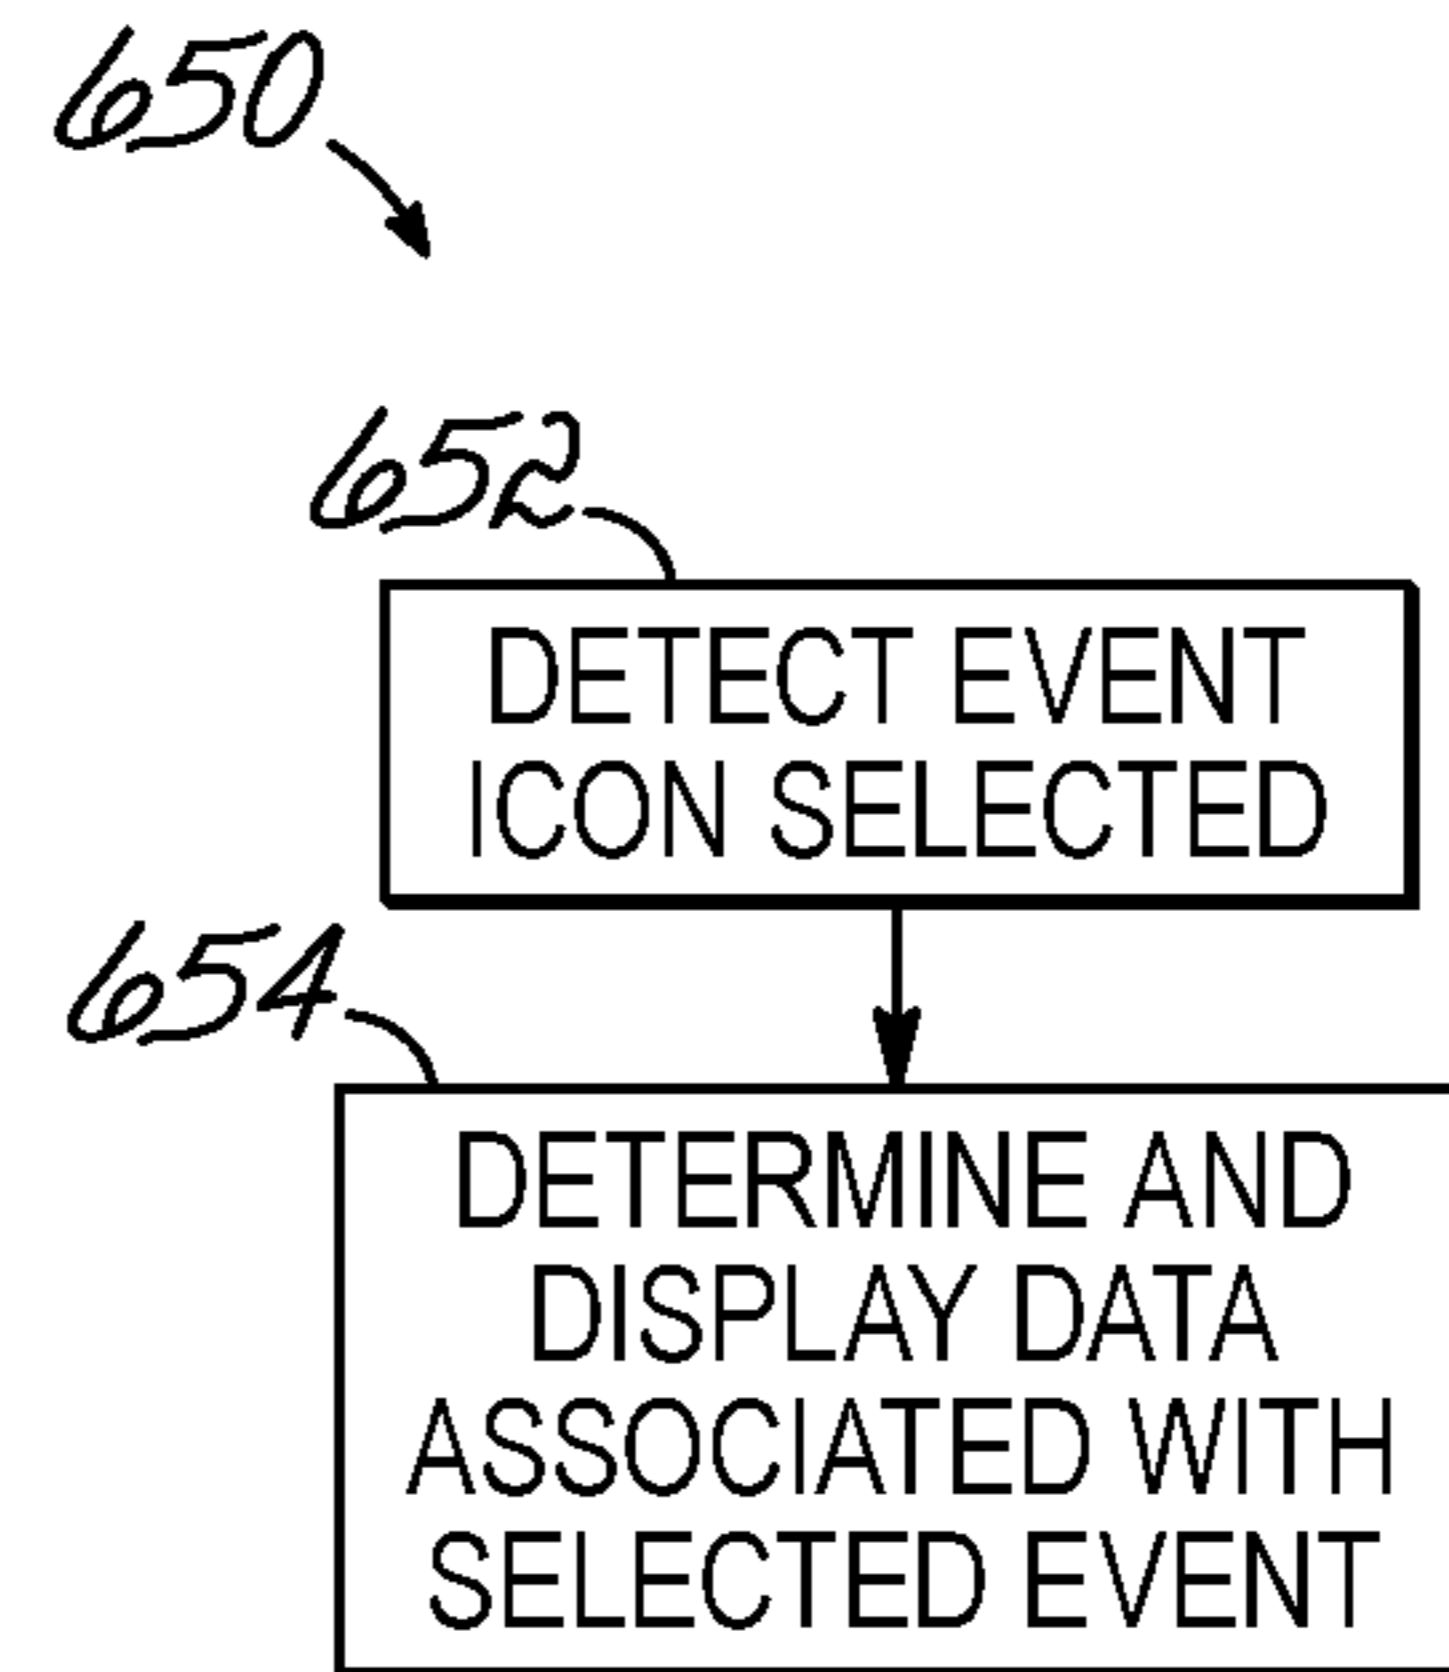 650
652
DETECT EVENT
ICON SELECTED
654
DETERMINE AND
DISPLAY DATA
ASSOCIATED WITH
SELECTED EVENT